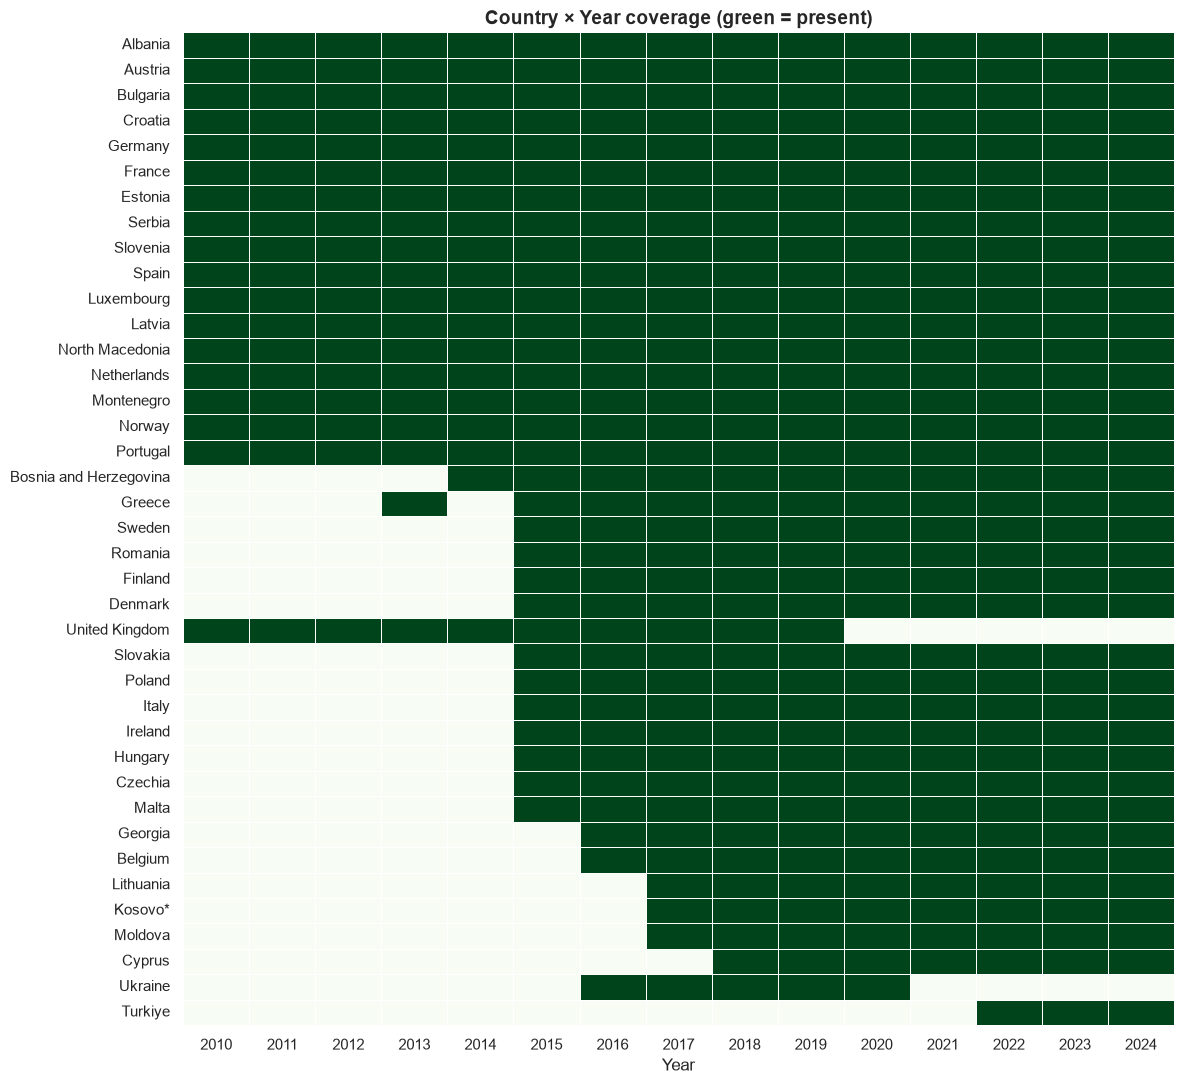 Country × Year coverage (green = present)
Albania
Austria
Bulgaria
Croatia
Germany
France
Estonia
Serbia
Slovenia
Spain
Luxembourg
Latvia
North Macedonia
Netherlands
Montenegro
Norway
Portugal
Bosnia and Herzegovina
Greece
Sweden
Romania
Finland
Denmark
United Kingdom
Slovakia
Poland
Italy
Ireland
Hungary
Czechia
Malta
Georgia
Belgium
Lithuania
Kosovo*
Moldova
Cyprus
Ukraine
Turkiye
2010 2011 2012 2013 2014 2015 2016 2017 2018 2019 2020 2021 2022 2023 2024
Year